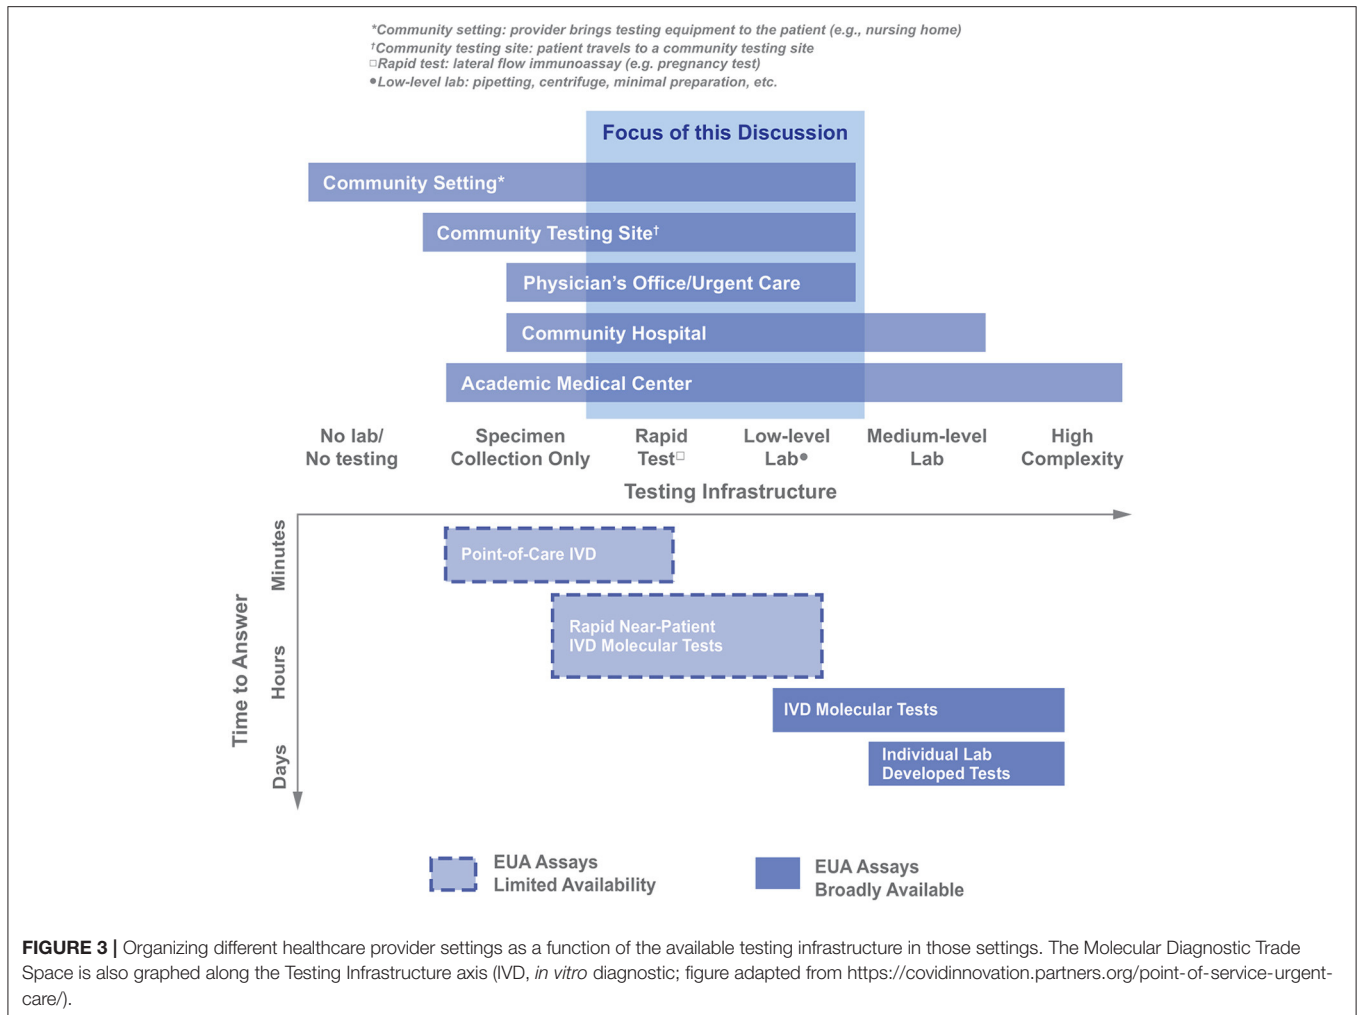 *Community setting: provider brings testing equipment to the patient (e.g., nursing home)
†Community testing site: patient travels to a community testing site
□Rapid test: lateral flow immunoassay (e.g. pregnancy test)
●Low-level lab: pipetting, centrifuge, minimal preparation, etc.
Focus of this Discussion
Community Setting*
Community Testing Site†
Physician's Office/Urgent Care
Community Hospital
Academic Medical Center
No lab/
No testing
Specimen
Collection Only
Rapid
Test□
Low-level
Lab●
Medium-level
Lab
High
Complexity
Testing Infrastructure
Time to Answer
Minutes
Hours
Days
Point-of-Care IVD
Rapid Near-Patient
IVD Molecular Tests
IVD Molecular Tests
Individual Lab
Developed Tests
EUA Assays
Limited Availability
EUA Assays
Broadly Available
FIGURE 3 | Organizing different healthcare provider settings as a function of the available testing infrastructure in those settings. The Molecular Diagnostic Trade
Space is also graphed along the Testing Infrastructure axis (IVD, in vitro diagnostic; figure adapted from https://covidinnovation.partners.org/point-of-service-urgent-
care/).